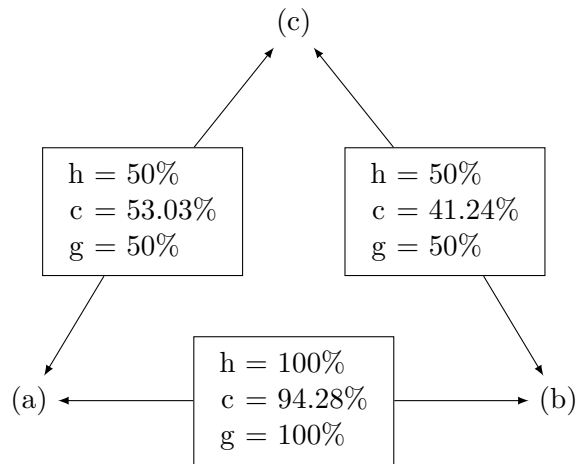 (c)
h = 50%
c = 53.03%
g = 50%
h = 50%
c = 41.24%
g = 50%
(a)
h = 100%
c = 94.28%
g = 100%
(b)